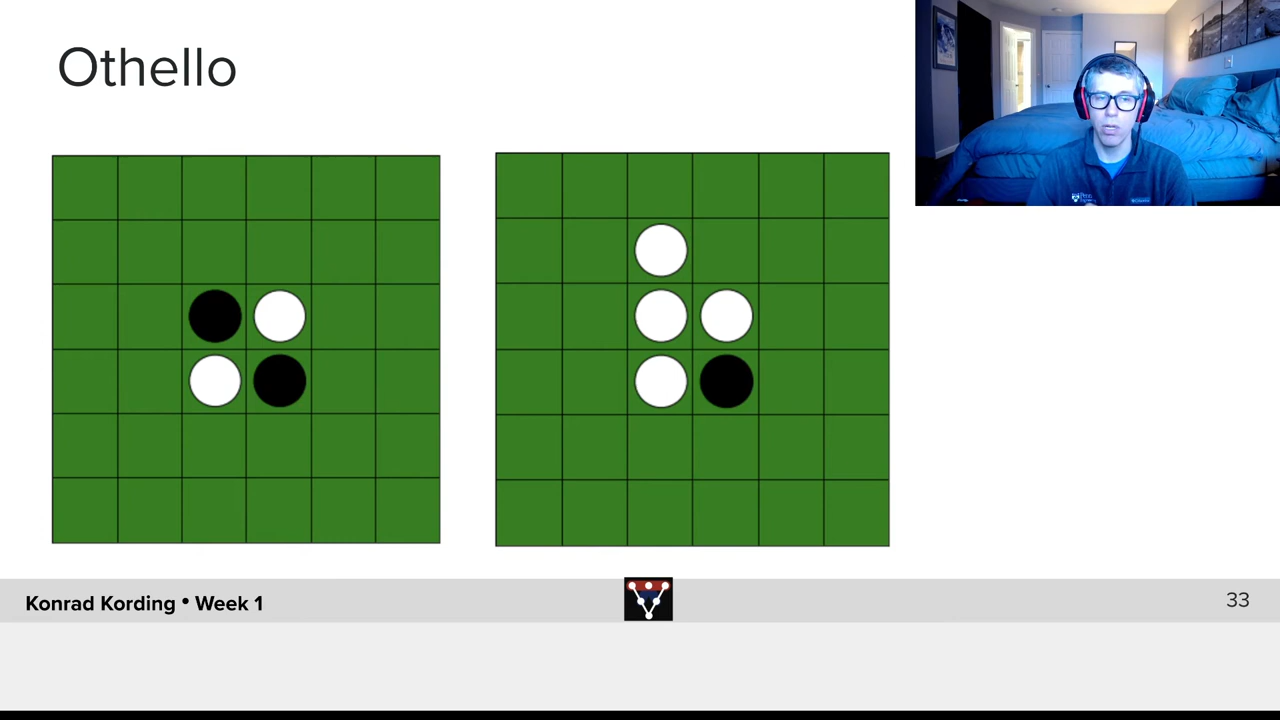 Othello
Konrad Kording • Week 1
33